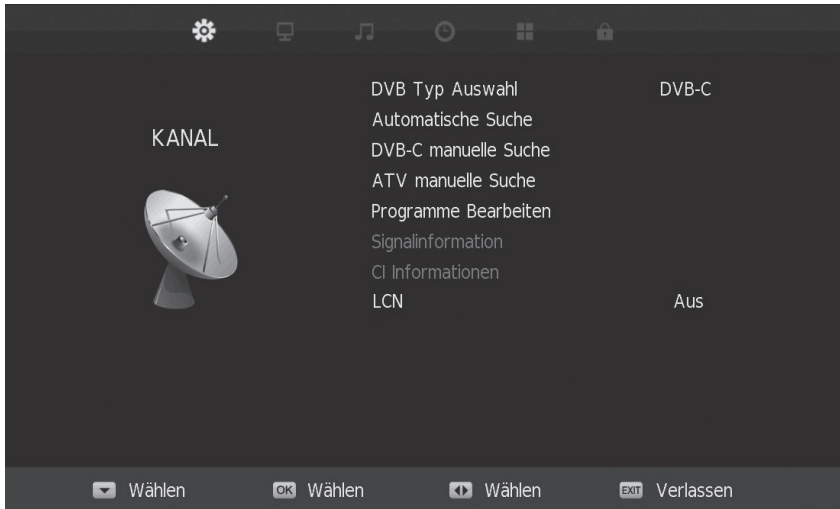 KANAL
DVB Typ Auswahl DVB-C
Automatische Suche
DVB-C manuelle Suche
ATV manuelle Suche
Programme Bearbeiten
Signalinformation
CI Informationen
LCN Aus
Wählen OK Wählen Wählen EXIT Verlassen